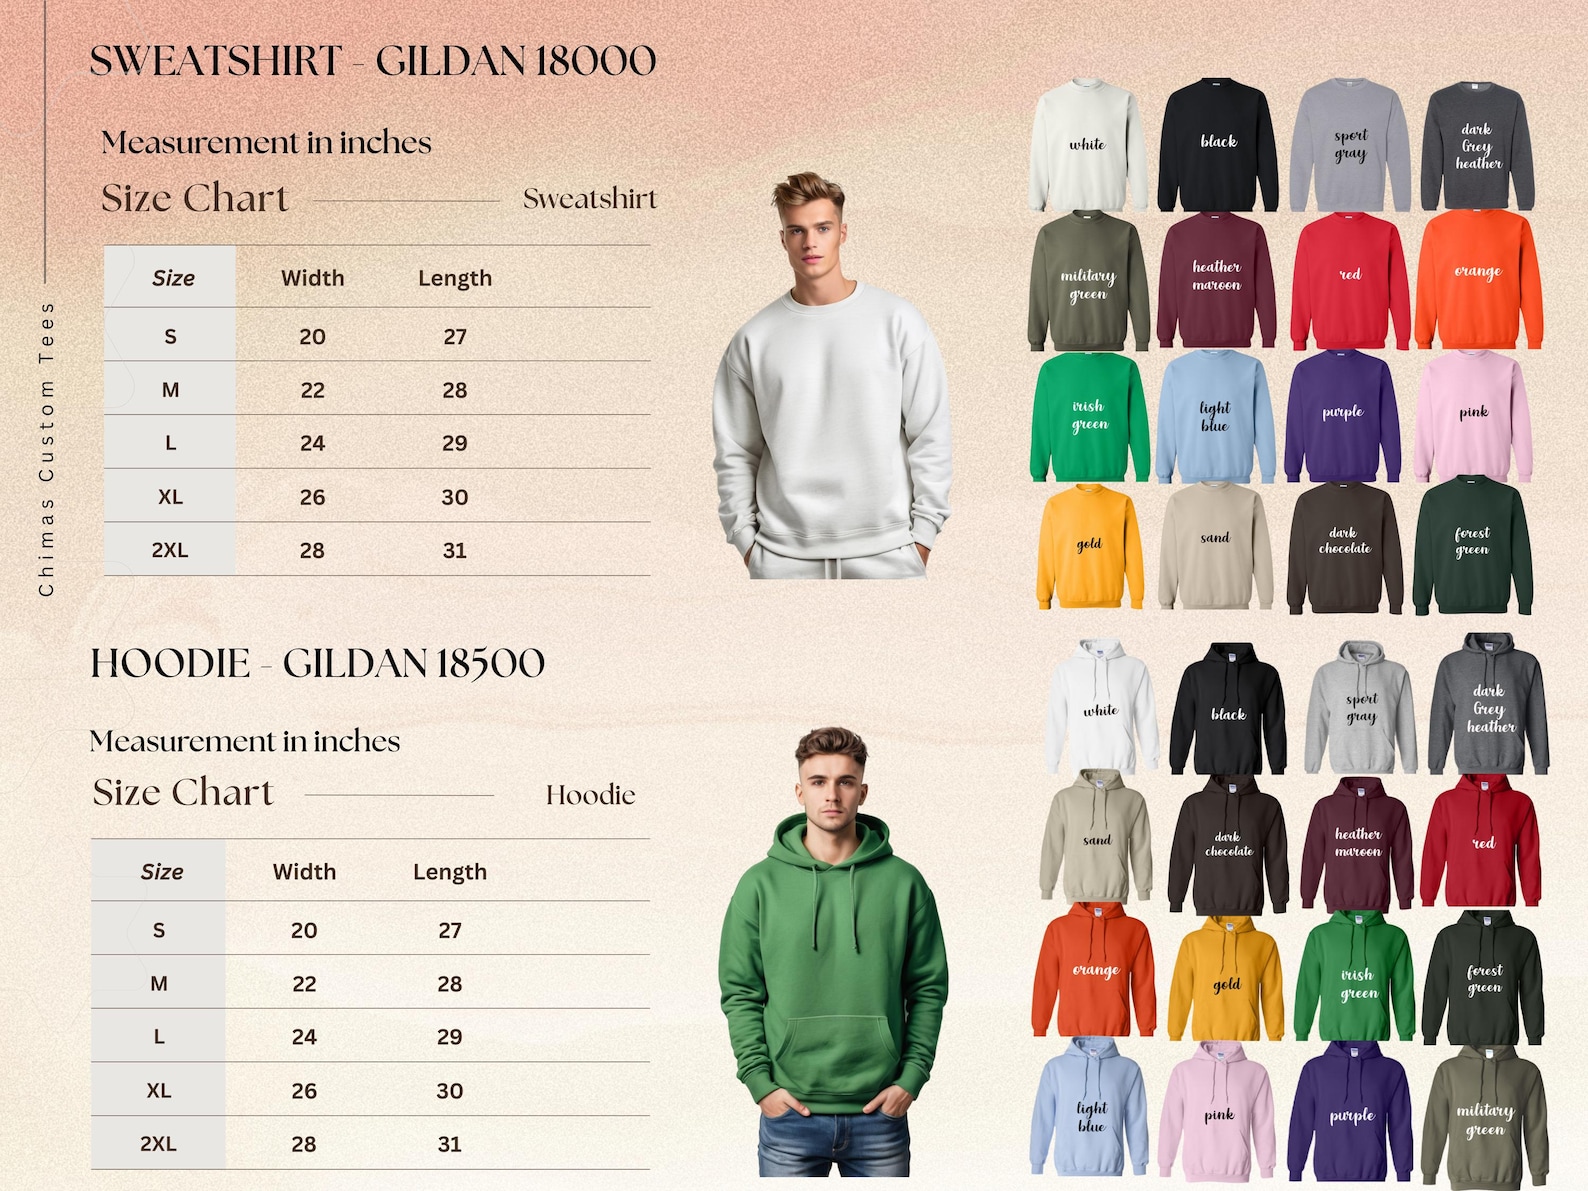 SWEATSHIRT - GILDAN 18000
Measurement in inches
Size Chart Sweatshirt
Size Width Length
S 20 27
M 22 28
L 24 29
XL 26 30
2XL 28 31
Chimas Custom Tees
white
black
sport
gray
dark
Grey
heather
military
green
heather
maroon
red
orange
irish
green
light
blue
purple
pink
gold
sand
dark
chocolate
forest
green
HOODIE - GILDAN 18500
Measurement in inches
Size Chart Hoodie
Size Width Length
S 20 27
M 22 28
L 24 29
XL 26 30
2XL 28 31
white
black
sport
gray
dark
Grey
heather
sand
dark
chocolate
heather
maroon
red
orange
gold
irish
green
forest
green
light
blue
pink
purple
military
green